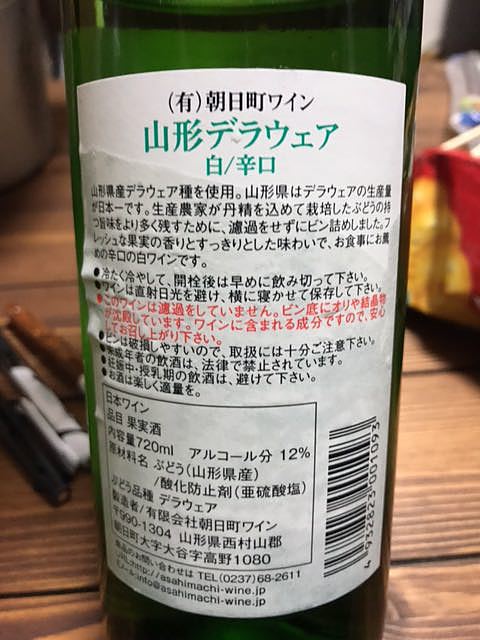 (有)朝日町ワイン
山形デラウェア
白/辛口
山形県産デラウェア種を使用。山形県はデラウェアの生産量
が日本一です。生産農家が丹精を込めて栽培したぶどうの持
つ旨味をより多く残すために、濾過をせずにビン詰めしました。フ
レッシュな果実の香りとすっきりとした味わいで、お食事にお薦
めの辛口の白ワインです。
●冷たく冷やして、開栓後は早めに飲み切って下さい。
●ワインは直射日光を避け、横に寝かせて保存して下さい。
●このワインは濾過をしていません。ビン底にオリや結晶物
が沈殿しています。ワインに含まれる成分ですので、安心
してお召し上がり下さい。
●ビンは破損しやすいので、取扱には十分ご注意下さい。
●未成年者の飲酒は、法律で禁止されています。
●妊娠中・授乳期の飲酒は、避けて下さい。
●お酒は楽しく適量を。
日本ワイン
品目 果実酒
内容量720ml アルコール分 12%
原材料名 ぶどう(山形県産)
/酸化防止剤(亜硫酸塩)
ぶどう品種 デラウェア
製造者/有限会社朝日町ワイン
〒990-1304 山形県西村山郡
朝日町大字大谷字高野1080
商品のお問い合わせは TEL(0237)68-2611
URL:http://asahimachi-wine.jp
Eメール:info@asahimachi-wine.jp
4 932823 001093